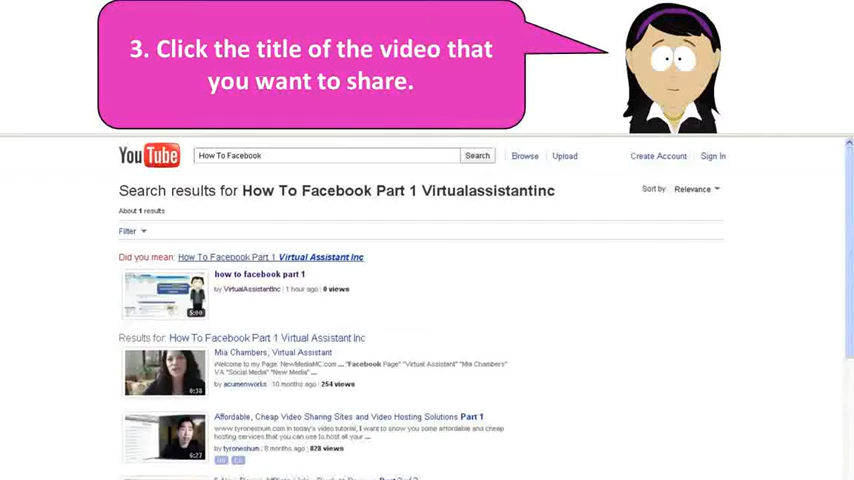 3. Click the title of the video that
you want to share.
YouTube
How To Facebook
Search
Browse
Upload
Create Account
Sign In
Search results for How To Facebook Part 1 Virtualassistantinc
Sort by: Relevance
About 1 results
Filter
Did you mean: How To Facebook Part 1 Virtual Assistant Inc
how to facebook part 1
by VirtualAssistantInc | 1 hour ago | 0 views
5:00
Results for: How To Facebook Part 1 Virtual Assistant Inc
Mia Chambers, Virtual Assistant
Welcome to my Page: NewMediaMC.com ... "Facebook Page" "Virtual Assistant" "Mia Chambers"
VA "Social Media" "New Media" ...
by acumenworks | 10 months ago | 254 views
0:38
Affordable, Cheap Video Sharing Sites and Video Hosting Solutions Part 1
www.tyroneshum.com In today's video tutorial, I want to show you some affordable and cheap
hosting services that you can use to host all your ...
by tyroneshum | 8 months ago | 828 views
6:27